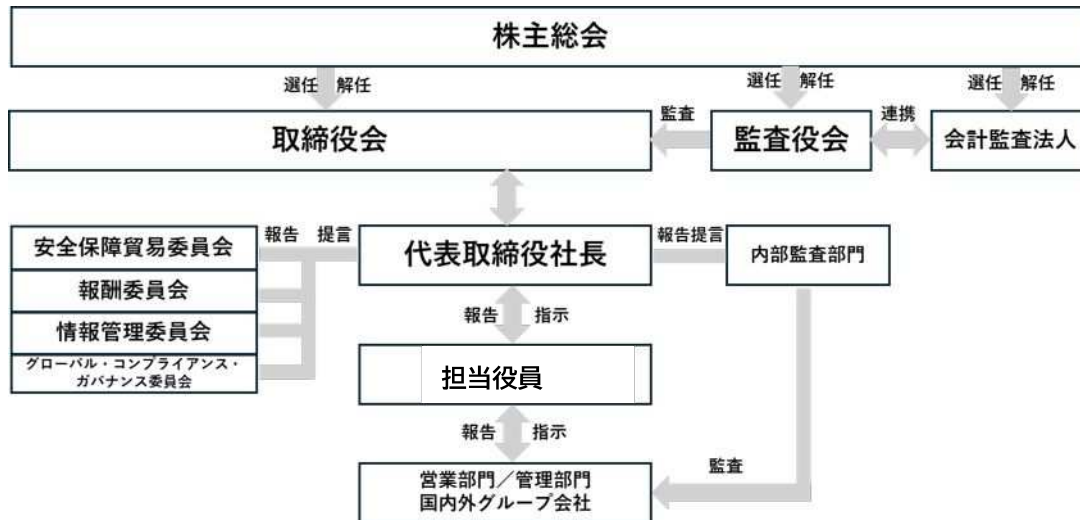 株主総会
選任 解任
選任 解任
選任 解任
取締役会
監査
監査役会
連携
会計監査法人
安全保障貿易委員会
報告 提言
代表取締役社長
報告提言
内部監査部門
報酬委員会
情報管理委員会
グローバル・コンプライアンス・
ガバナンス委員会
報告 指示
担当役員
報告 指示
営業部門／管理部門
国内外グループ会社
監査